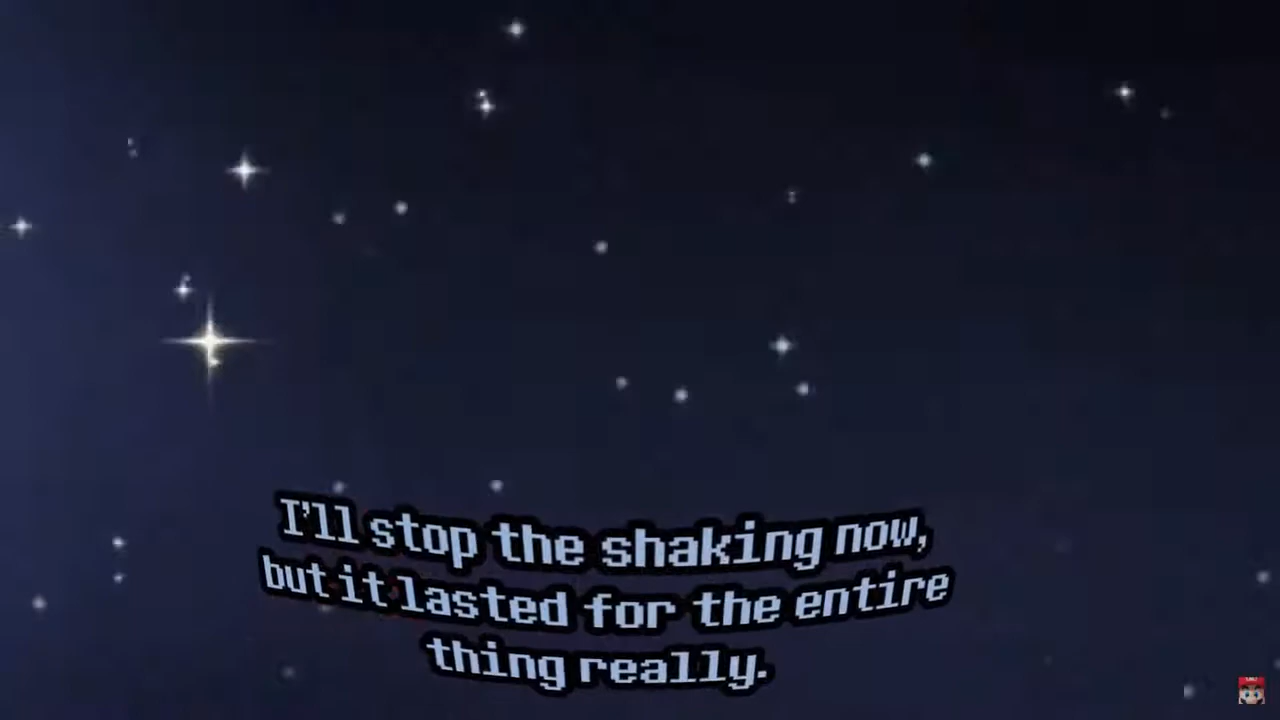 I'll stop the shaking now,
but it lasted for the entire
thing really.